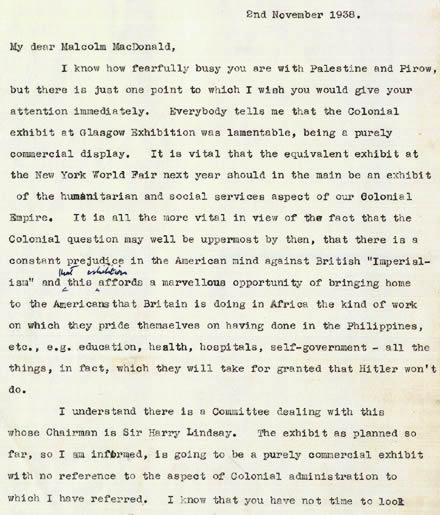 2nd November 1938.
My dear Malcolm MacDonald,
I know how fearfully busy you are with Palestine and Pirow,
but there is just one point to which I wish you would give your
attention immediately. Everybody tells me that the Colonial
exhibit at Glasgow Exhibition was lamentable, being a purely
commercial display. It is vital that the equivalent exhibit at
the New York World Fair next year should in the main be an exhibit
of the humanitarian and social services aspect of our Colonial
Empire. It is all the more vital in view of the fact that the
Colonial question may well be uppermost by then, that there is a
constant prejudice in the American mind against British "Imperial-
that exhibition
ism" and this affords a marvellous opportunity of bringing home
to the Americans that Britain is doing in Africa the kind of work
on which they pride themselves on having done in the Philippines,
etc., e.g. education, health, hospitals, self-government - all the
things, in fact, which they will take for granted that Hitler won't
do.
I understand there is a Committee dealing with this
whose Chairman is Sir Harry Lindsay. The exhibit as planned so
far, so I am informed, is going to be a purely commercial exhibit
with no reference to the aspect of Colonial administration to
which I have referred. I know that you have not time to look